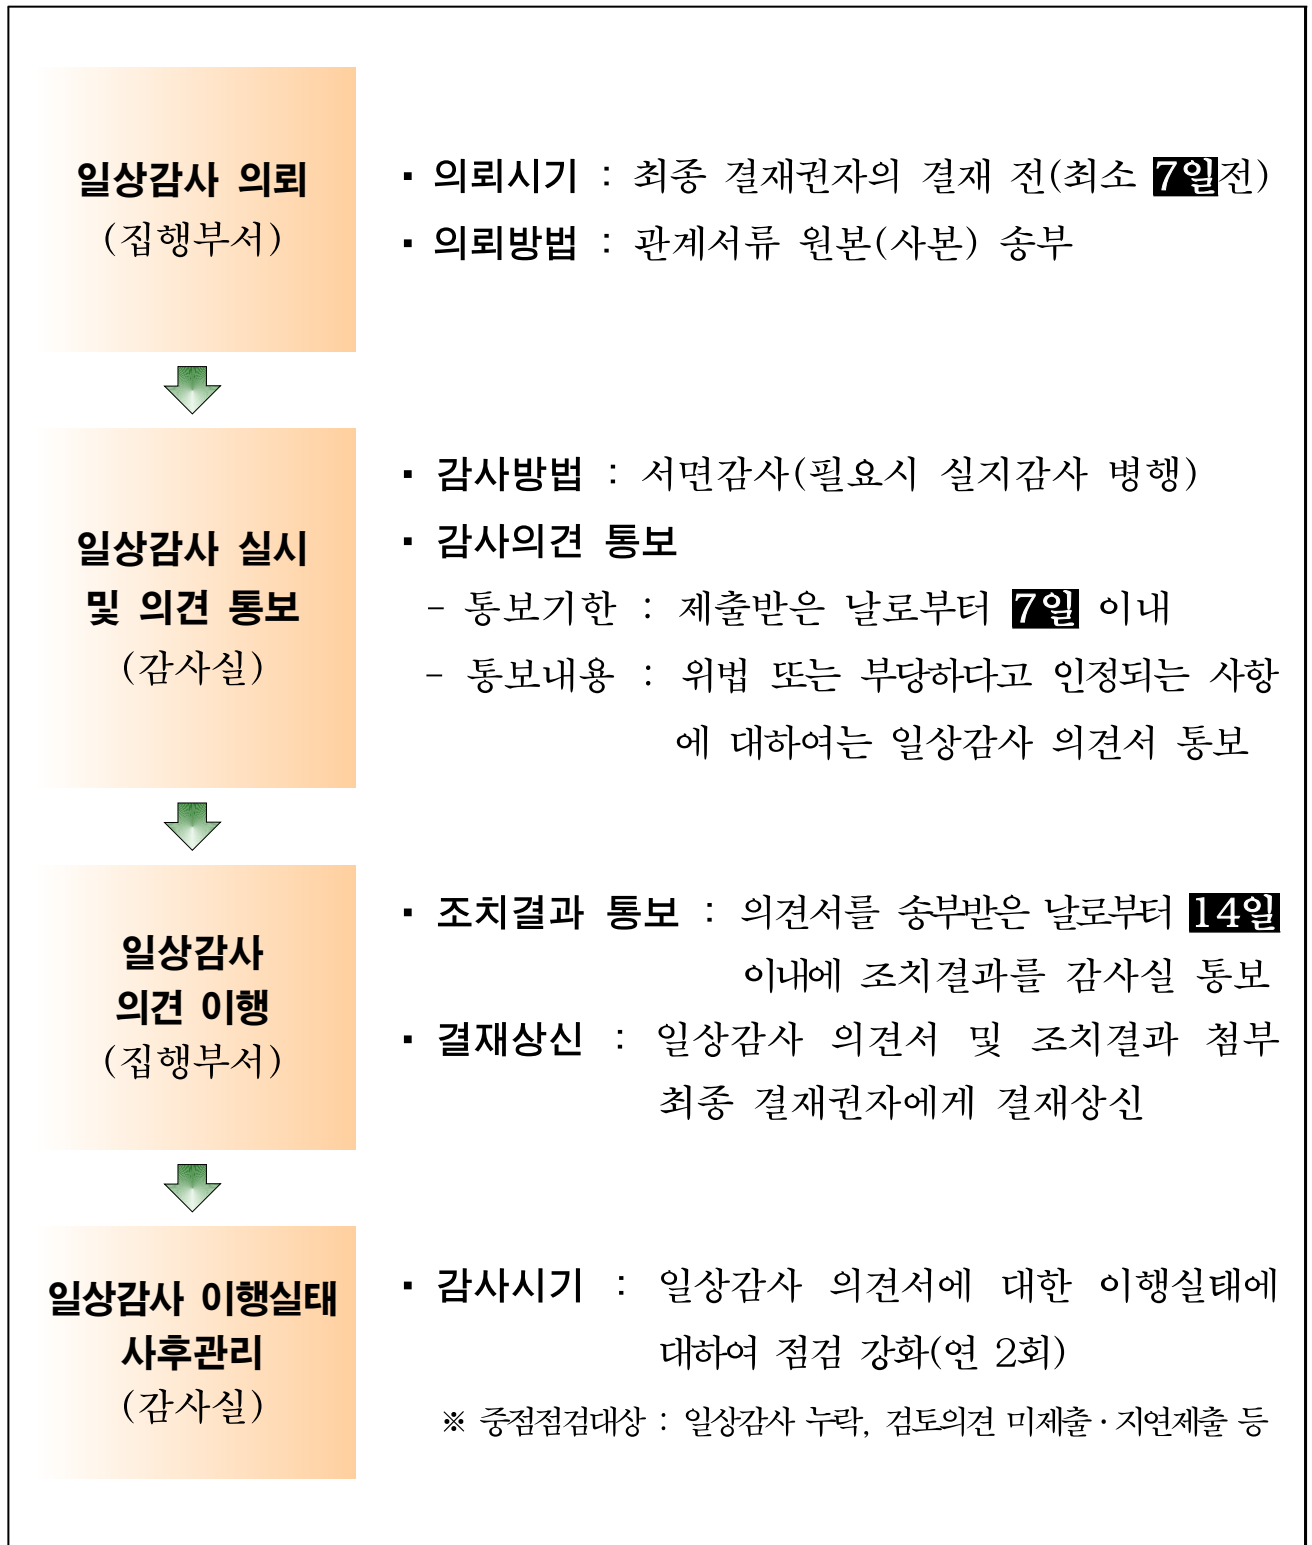 일상감사 의뢰
(집행부서)
▪ 의뢰시기 : 최종 결재권자의 결재 전(최소 7일전)
▪ 의뢰방법 : 관계서류 원본(사본) 송부
일상감사 실시
및 의견 통보
(감사실)
▪ 감사방법 : 서면감사(필요시 실지감사 병행)
▪ 감사의견 통보
- 통보기한 : 제출받은 날로부터 7일 이내
- 통보내용 : 위법 또는 부당하다고 인정되는 사항
에 대하여는 일상감사 의견서 통보
일상감사
의견 이행
(집행부서)
▪ 조치결과 통보 : 의견서를 송부받은 날로부터 14일
이내에 조치결과를 감사실 통보
▪ 결재상신 : 일상감사 의견서 및 조치결과 첨부
최종 결재권자에게 결재상신
일상감사 이행실태
사후관리
(감사실)
▪ 감사시기 : 일상감사 의견서에 대한 이행실태에
대하여 점검 강화(연 2회)
※ 중점점검대상 : 일상감사 누락, 검토의견 미제출·지연제출 등